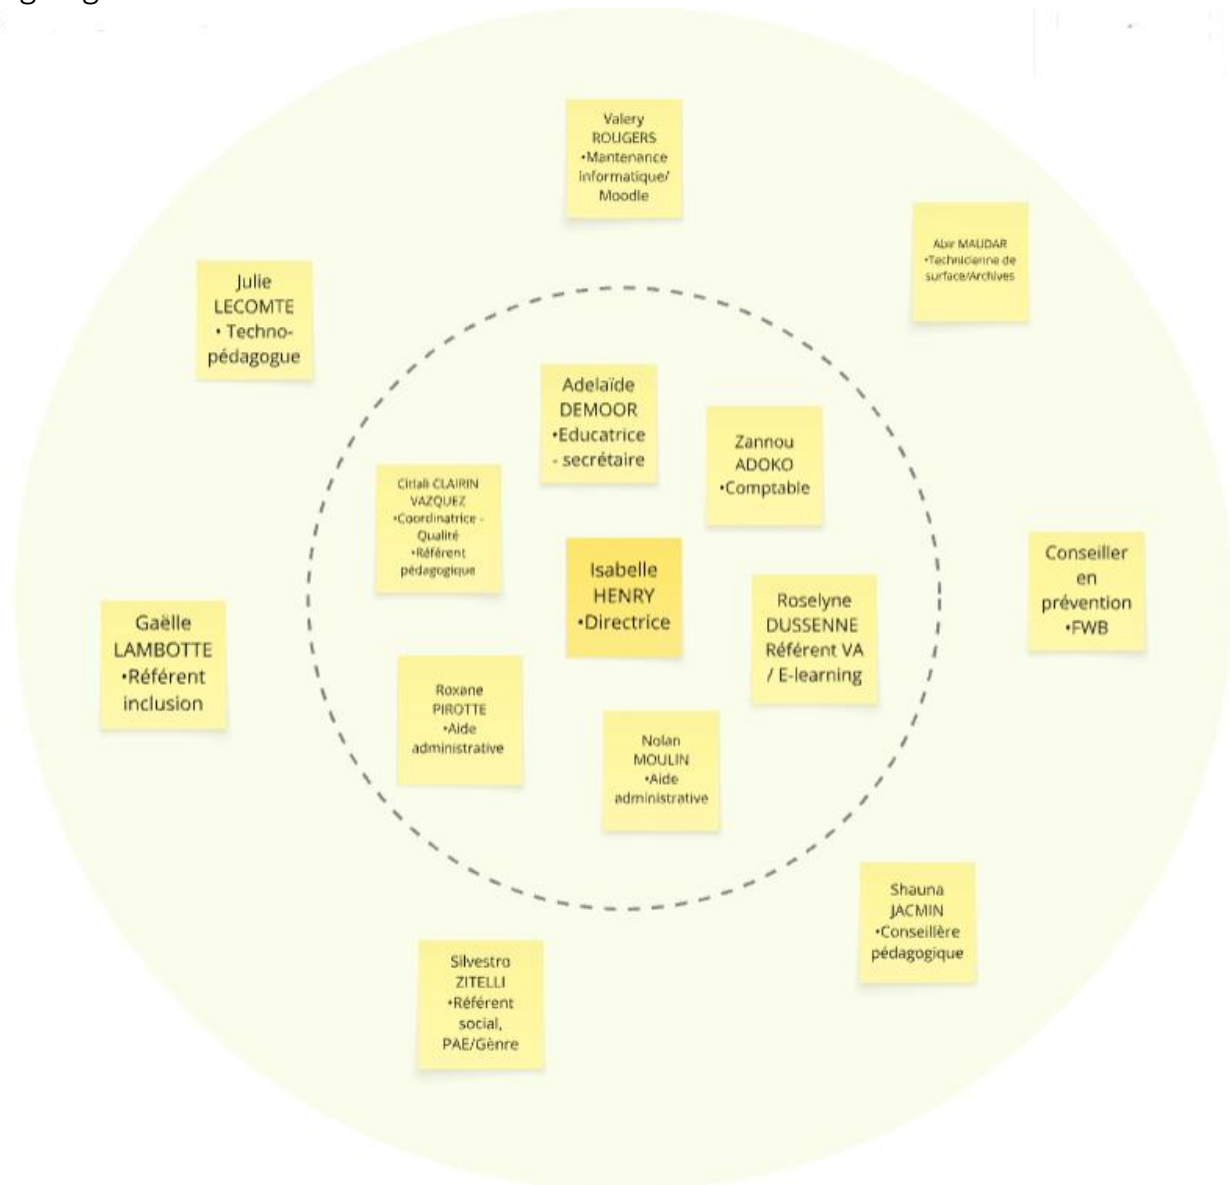 Valery
ROUGERS
•Mantenance
informatique/
Moodle
Abir MAUDAR
•Technicienne de
surface/Archives
Julie
LECOMTE
• Techno-
pédagogue
Adelaïde
DEMOOR
•Educatrice
- secrétaire
Zannou
ADOKO
•Comptable
Citlali CLAIRIN
VAZQUEZ
•Coordinatrice -
Qualité
•Référent
pédagogique
Isabelle
HENRY
•Directrice
Conseiller
en
prévention
•FWB
Roselyne
DUSSENNE
Référent VA
/ E-learning
Gaëlle
LAMBOTTE
•Référent
inclusion
Roxane
PIROTTE
•Aide
administrative
Nolan
MOULIN
•Aide
administrative
Shauna
JACMIN
•Conseillère
pédagogique
Silvestro
ZITELLI
•Référent
social,
PAE/Gènre